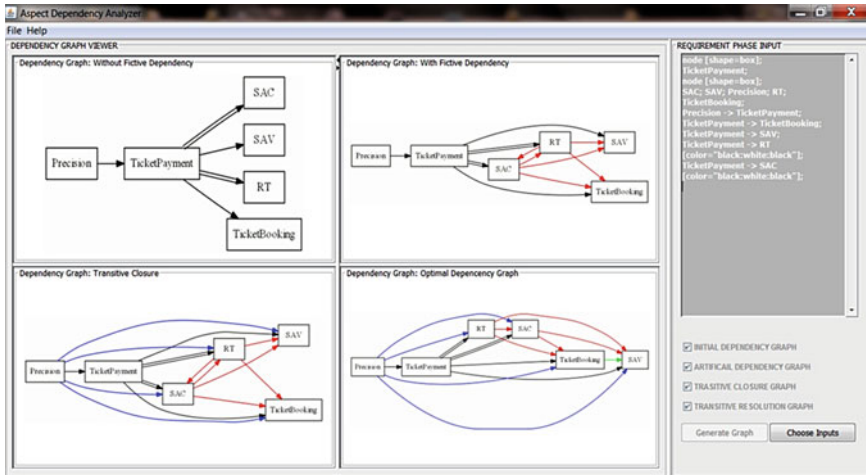 Aspect Dependency Analyzer
File Help
DEPENDENCY GRAPH VIEWER
Dependency Graph: Without Fictive Dependency
SAC
SAV
Precision
TicketPayment
RT
TicketBooking
Dependency Graph: With Fictive Dependency
RT
SAV
Precision
TicketPayment
SAC
TicketBooking
Dependency Graph: Transitive Closure
SAV
RT
Precision
TicketPayment
SAC
TicketBooking
Dependency Graph: Optimal Depencency Graph
RT
SAC
TicketBooking
SAV
Precision
TicketPayment
REQUIREMENT PHASE INPUT
node [shape=box];
TicketPayment;
node [shape=box];
SAC; SAV; Precision; RT;
TicketBooking;
Precision -> TicketPayment;
TicketPayment -> TicketBooking;
TicketPayment -> SAV;
TicketPayment -> RT
[color="black:white:black"];
TicketPayment -> SAC
[color="black:white:black"];
INITIAL DEPENDENCY GRAPH
ARTIFICAIL DEPENDENCY GRAPH
TRASITIVE CLOSURE GRAPH
TRANSITIVE RESOLUTION GRAPH
Generate Graph
Choose Inputs